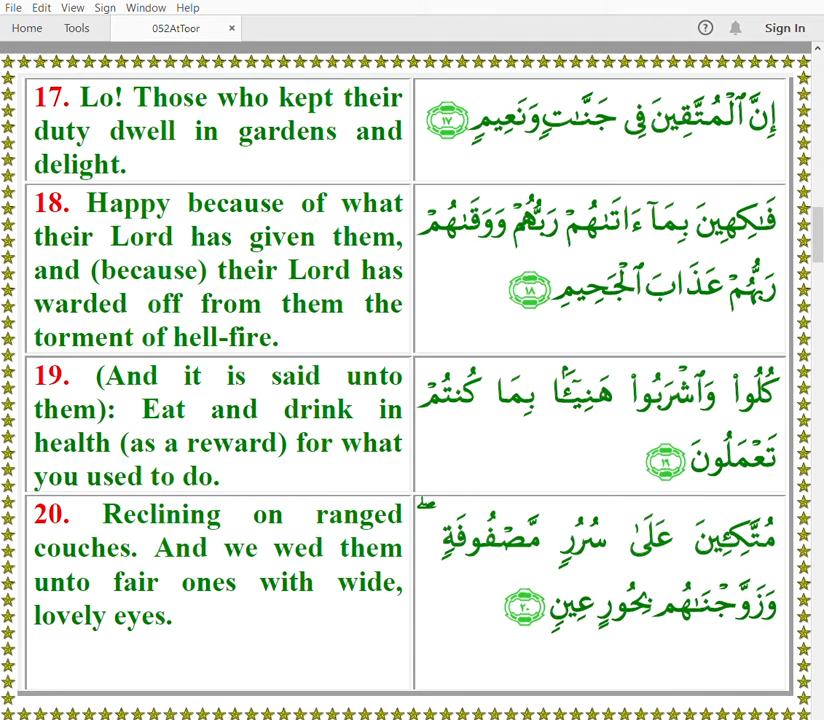 File Edit View Sign Window Help
Home Tools 052AtToor × ? Sign In
17. Lo! Those who kept their
duty dwell in gardens and
delight.
إِنَّ ٱلْمُتَّقِينَ فِى جَنَّـٰتٍ وَنَعِيمٍ ١٧
18. Happy because of what
their Lord has given them,
and (because) their Lord has
warded off from them the
torment of hell-fire.
فَـٰكِهِينَ بِمَآ ءَاتَىٰهُمْ رَبُّهُمْ وَوَقَىٰهُمْ
رَبُّهُمْ عَذَابَ ٱلْجَحِيمِ ١٨
19. (And it is said unto
them): Eat and drink in
health (as a reward) for what
you used to do.
كُلُوا۟ وَٱشْرَبُوا۟ هَنِيٓـًٔۢا بِمَا كُنتُمْ
تَعْمَلُونَ ١٩
20. Reclining on ranged
couches. And we wed them
unto fair ones with wide,
lovely eyes.
مُتَّكِـِٔينَ عَلَىٰ سُرُرٍ مَّصْفُوفَةٍ ۖ
وَزَوَّجْنَـٰهُم بِحُورٍ عِينٍ ٢٠